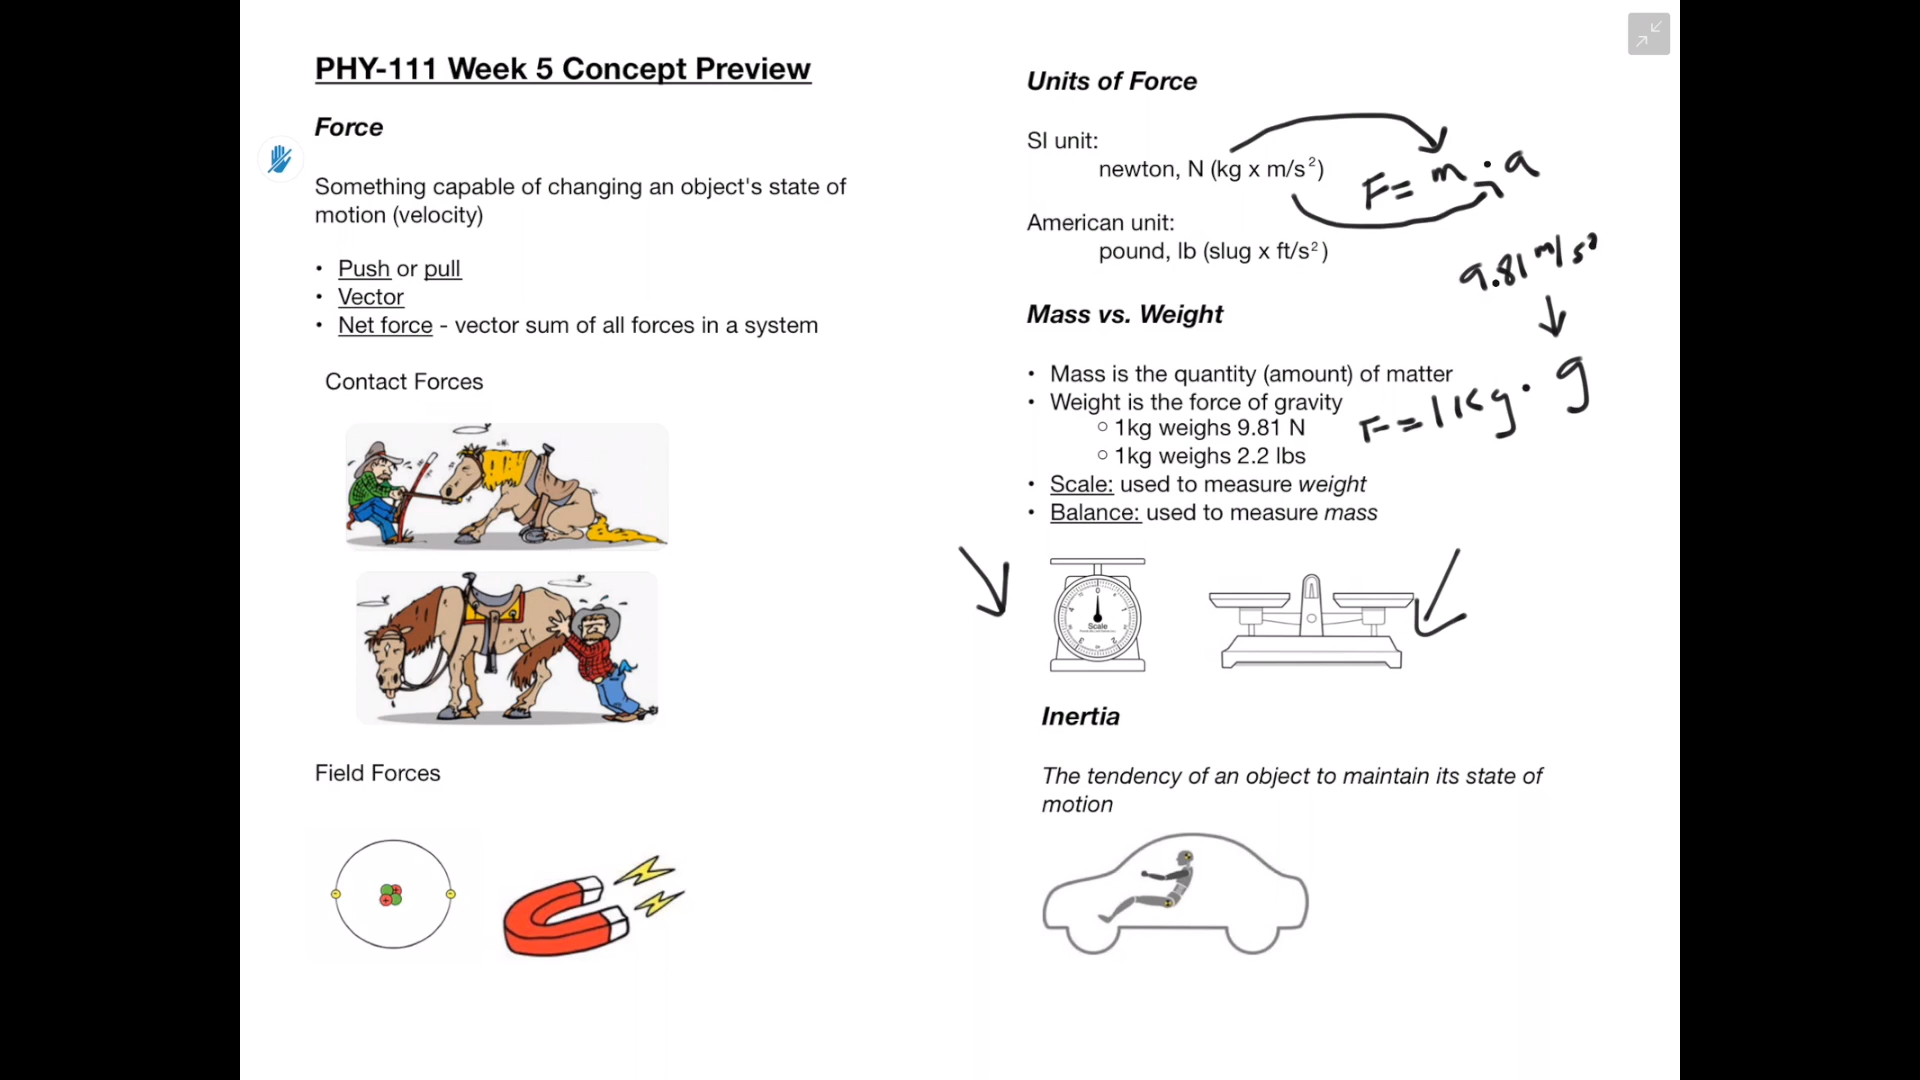 PHY-111 Week 5 Concept Preview
Force
Something capable of changing an object's state of
motion (velocity)
• Push or pull
• Vector
• Net force - vector sum of all forces in a system
Contact Forces
Field Forces
Units of Force
SI unit:
newton, N (kg x m/s²)
F = m · a
American unit:
pound, lb (slug x ft/s²)
9.81 m/s²
Mass vs. Weight
• Mass is the quantity (amount) of matter
• Weight is the force of gravity
F = 1kg · g
○ 1kg weighs 9.81 N
○ 1kg weighs 2.2 lbs
• Scale: used to measure weight
• Balance: used to measure mass
0
1
2
3
4
Scale
Inertia
The tendency of an object to maintain its state of
motion